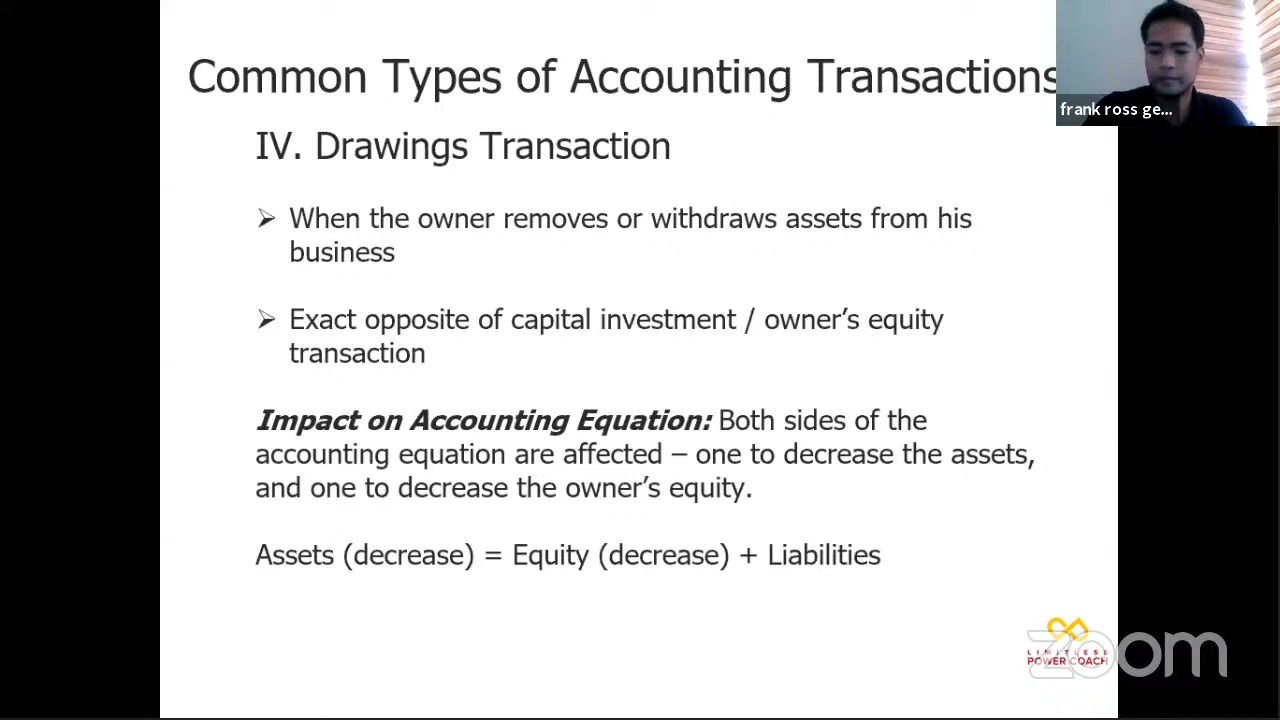 Common Types of Accounting Transactions
frank ross ge...
IV. Drawings Transaction
➢ When the owner removes or withdraws assets from his
business
➢ Exact opposite of capital investment / owner’s equity
transaction
Impact on Accounting Equation: Both sides of the
accounting equation are affected – one to decrease the assets,
and one to decrease the owner’s equity.
Assets (decrease) = Equity (decrease) + Liabilities
LIMITLESS
POWER COACH
zoom